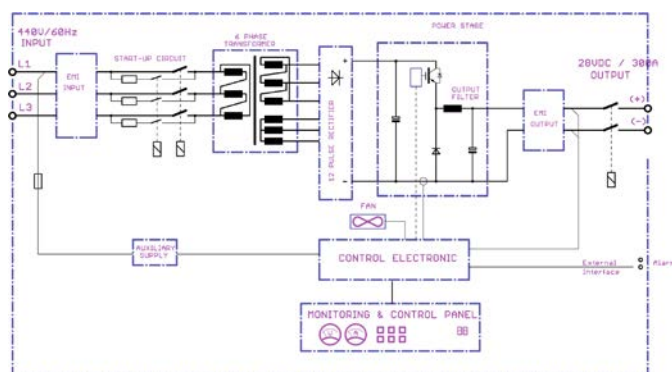 440V/60Hz
INPUT
L1
L2
L3
EMI
INPUT
START-UP CIRCUIT
6 PHASE
TRANSFORMER
12 PULSE RECTIFIER
+
-
POWER STAGE
OUTPUT
FILTER
EMI
OUTPUT
28VDC / 300A
OUTPUT
(+)
(-)
FAN
AUXILIARY
SUPPLY
CONTROL ELECTRONIC
External
Interface
Alarm
MONITORING & CONTROL PANEL
V
A